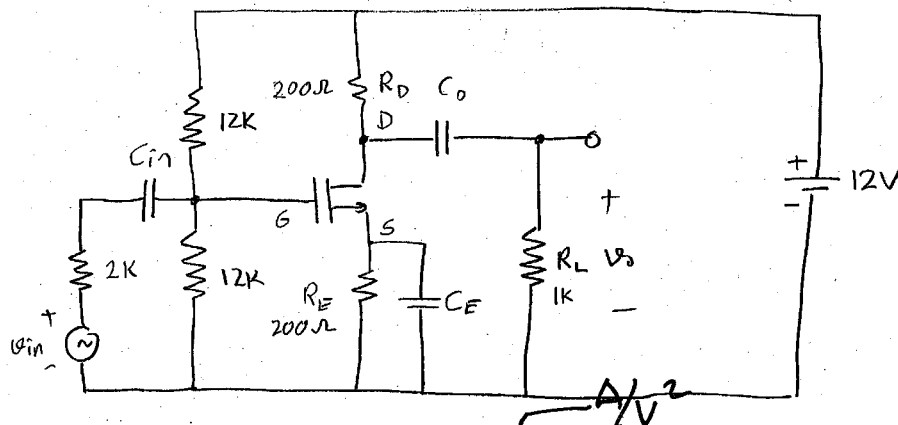 200Ω
R_D
C_o
D
12K
C_in
+
12V
-
G
S
+
2K
12K
R_E
200Ω
C_E
R_L
1K
v_o
-
+
v_in
-
A/V²